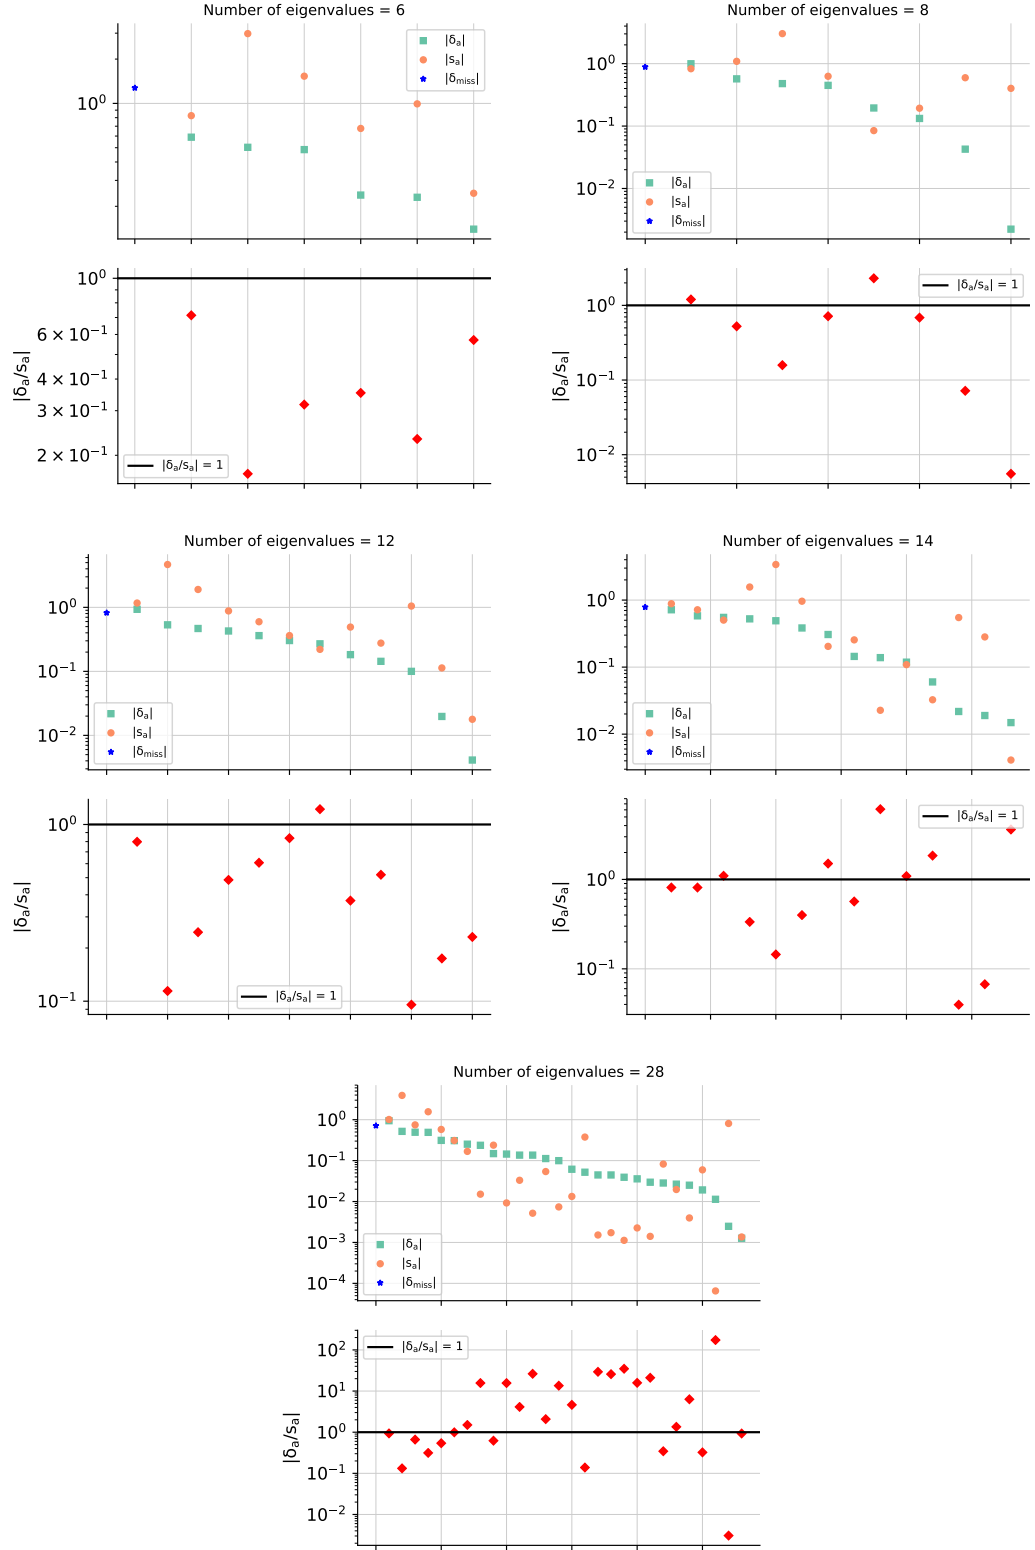 Number of eigenvalues = 6
10⁰
|δₐ|
|sₐ|
|δ_miss|
|δₐ/sₐ|
10⁰
6 × 10⁻¹
4 × 10⁻¹
3 × 10⁻¹
2 × 10⁻¹
|δₐ/sₐ| = 1
Number of eigenvalues = 8
10⁰
10⁻¹
10⁻²
|δₐ|
|sₐ|
|δ_miss|
|δₐ/sₐ|
10⁰
10⁻¹
10⁻²
|δₐ/sₐ| = 1
Number of eigenvalues = 12
10⁰
10⁻¹
10⁻²
|δₐ|
|sₐ|
|δ_miss|
|δₐ/sₐ|
10⁰
10⁻¹
|δₐ/sₐ| = 1
Number of eigenvalues = 14
10⁰
10⁻¹
10⁻²
|δₐ|
|sₐ|
|δ_miss|
|δₐ/sₐ|
10⁰
10⁻¹
|δₐ/sₐ| = 1
Number of eigenvalues = 28
10⁰
10⁻¹
10⁻²
10⁻³
10⁻⁴
|δₐ|
|sₐ|
|δ_miss|
|δₐ/sₐ|
10²
10¹
10⁰
10⁻¹
10⁻²
|δₐ/sₐ| = 1